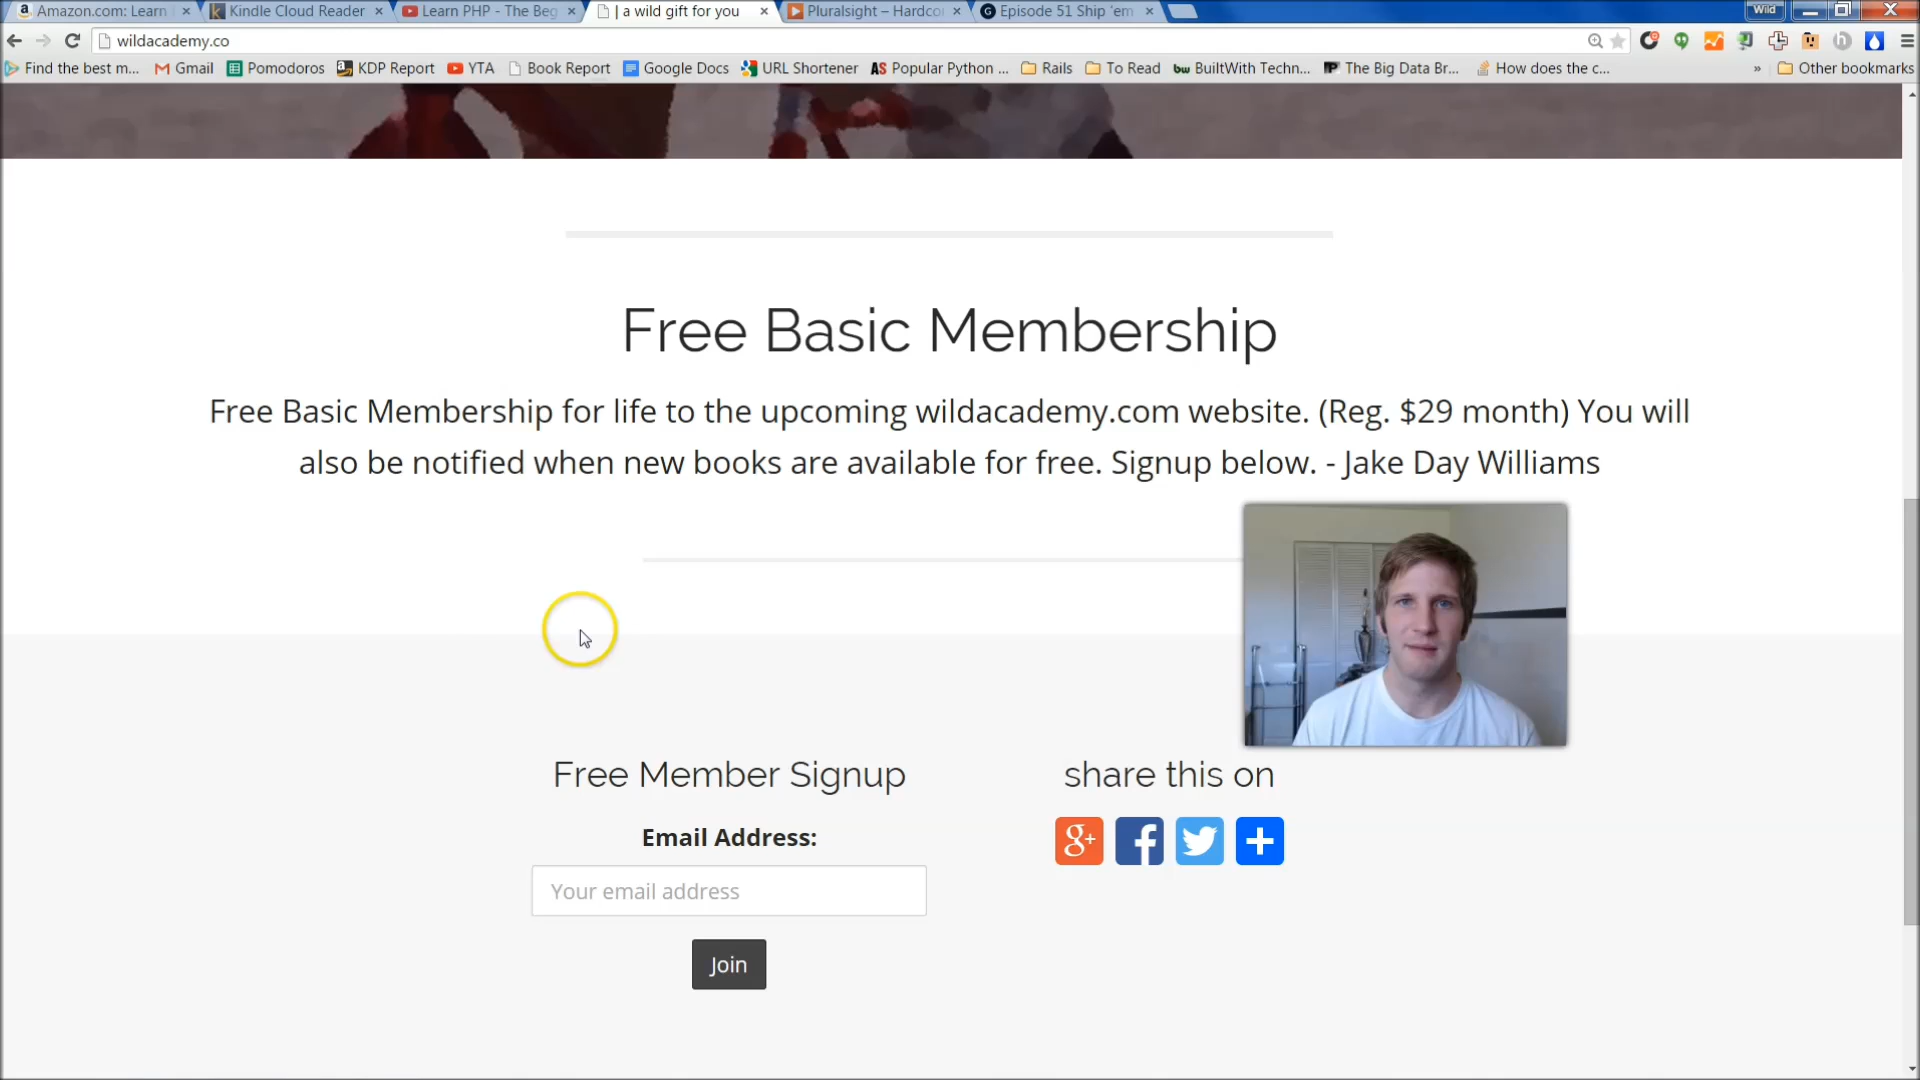 Amazon.com: Learn
Kindle Cloud Reader
Learn PHP - The Beg
| a wild gift for you
Pluralsight – Hardco
Episode 51 Ship 'em
Wild
wildacademy.co
Find the best m...
Gmail
Pomodoros
KDP Report
YTA
Book Report
Google Docs
URL Shortener
AS Popular Python ...
Rails
To Read
bw BuiltWith Techn...
The Big Data Br...
How does the c...
»
Other bookmarks
Free Basic Membership
Free Basic Membership for life to the upcoming wildacademy.com website. (Reg. $29 month) You will
also be notified when new books are available for free. Signup below. - Jake Day Williams
Free Member Signup
share this on
Email Address:
Your email address
Join